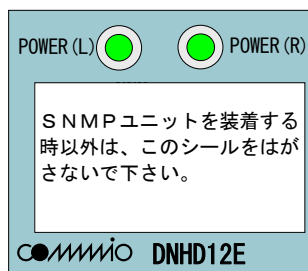 POWER(L) POWER(R)
ＳＮＭＰユニットを装着する
時以外は、このシールをはが
さないで下さい。
commio DNHD12E